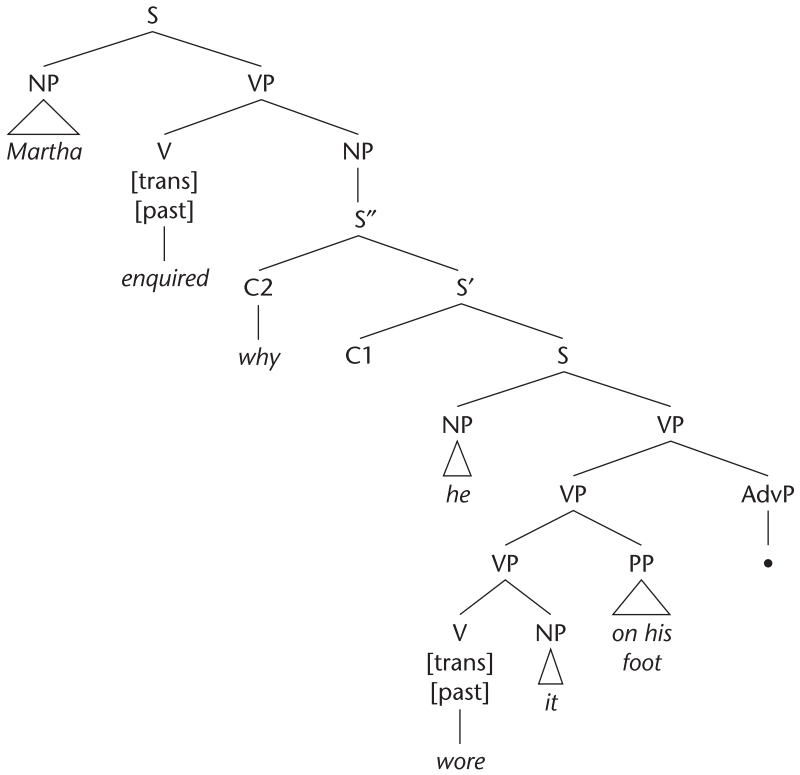 S
NP VP
Martha V NP
[trans]
[past] S″
enquired C2 S′
why C1 S
NP VP
he VP AdvP
VP PP •
V NP on his
[trans] foot
[past] it
wore